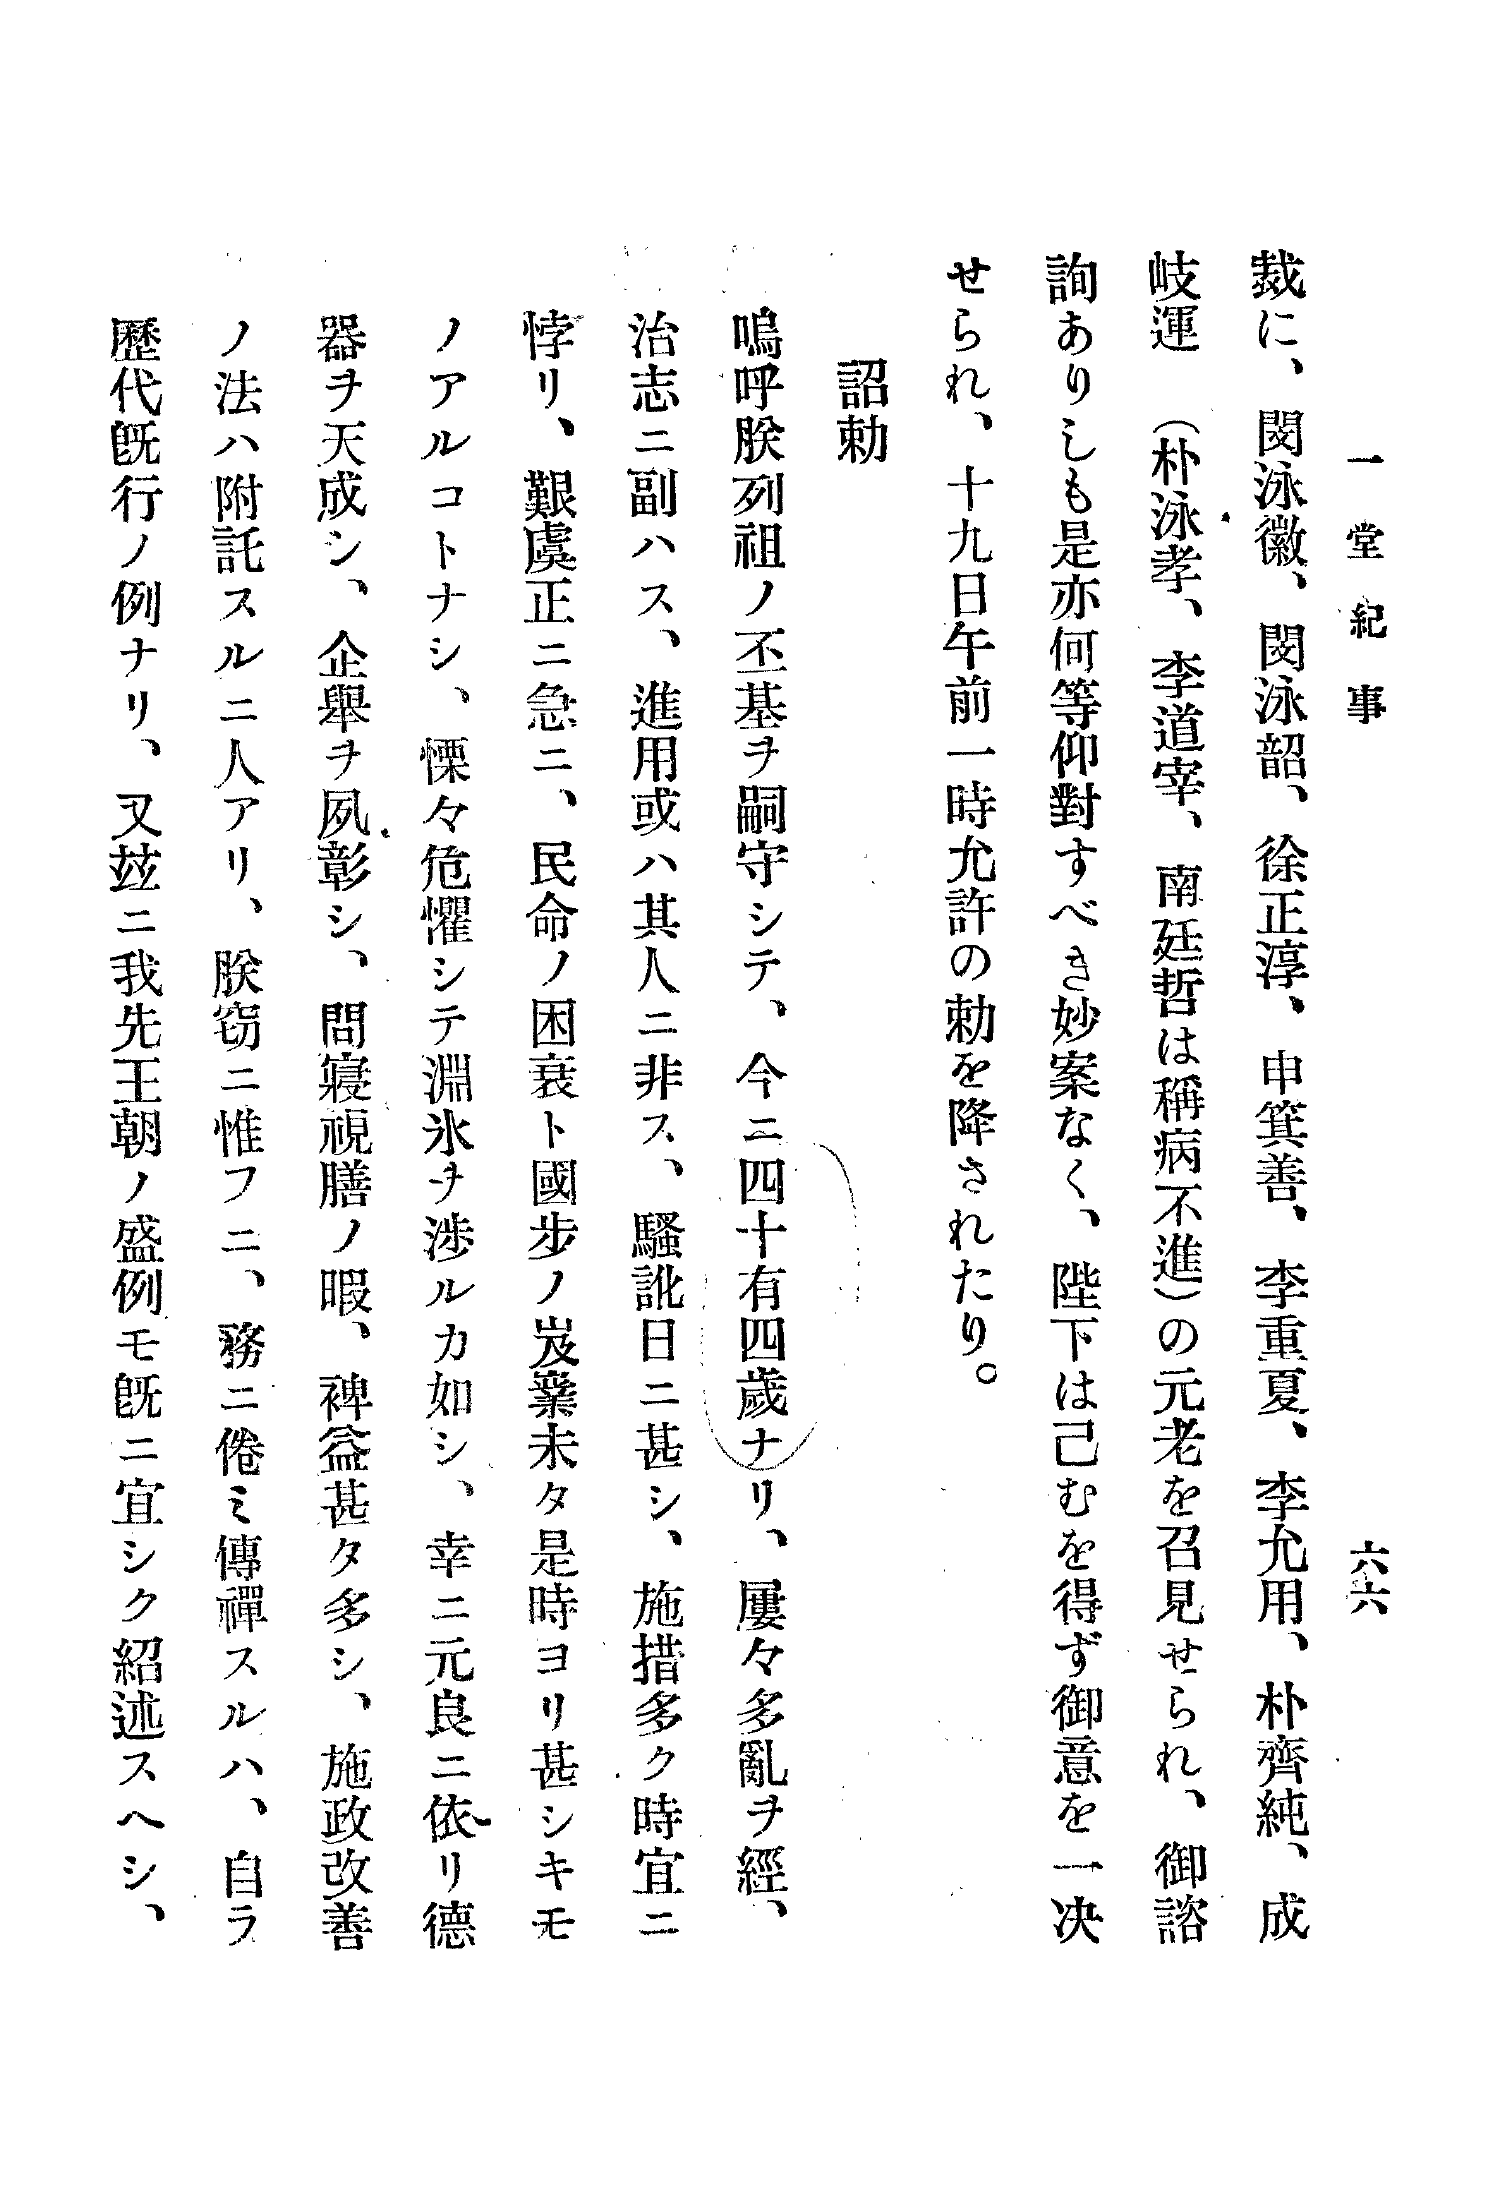 一堂紀事
六六
裁に、閔泳徽、閔泳韶、徐正淳、申箕善、李重夏、李允用、朴齊純、成
岐運（朴泳孝、李道宰、南廷哲は稱病不進）の元老を召見せられ、御諮
詢ありしも是亦何等仰對すべき妙案なく、陛下は己むを得ず御意を一决
せられ、十九日午前一時允許の勅を降されたり。
詔勅
嗚呼朕列祖ノ丕基ヲ嗣守シテ、今ニ四十有四歲ナリ、屢々多亂ヲ經、
治志ニ副ハス、進用或ハ其人ニ非ス、騷訛日ニ甚シ、施措多ク時宜ニ
悖リ、艱虞正ニ急ニ、民命ノ困衰ト國步ノ岌業未タ是時ヨリ甚シキモ
ノアルコトナシ、慄々危懼シテ淵氷ヲ涉ルカ如シ、幸ニ元良ニ依リ德
器ヲ天成シ、企舉ヲ夙彰シ、問寢視膳ノ暇、裨益甚タ多シ、施政改善
ノ法ハ附託スルニ人アリ、朕窃ニ惟フニ、務ニ倦ミ傳禪スルハ、自ラ
歷代旣行ノ例ナリ、又玆ニ我先王朝ノ盛例モ旣ニ宜シク紹述スヘシ、